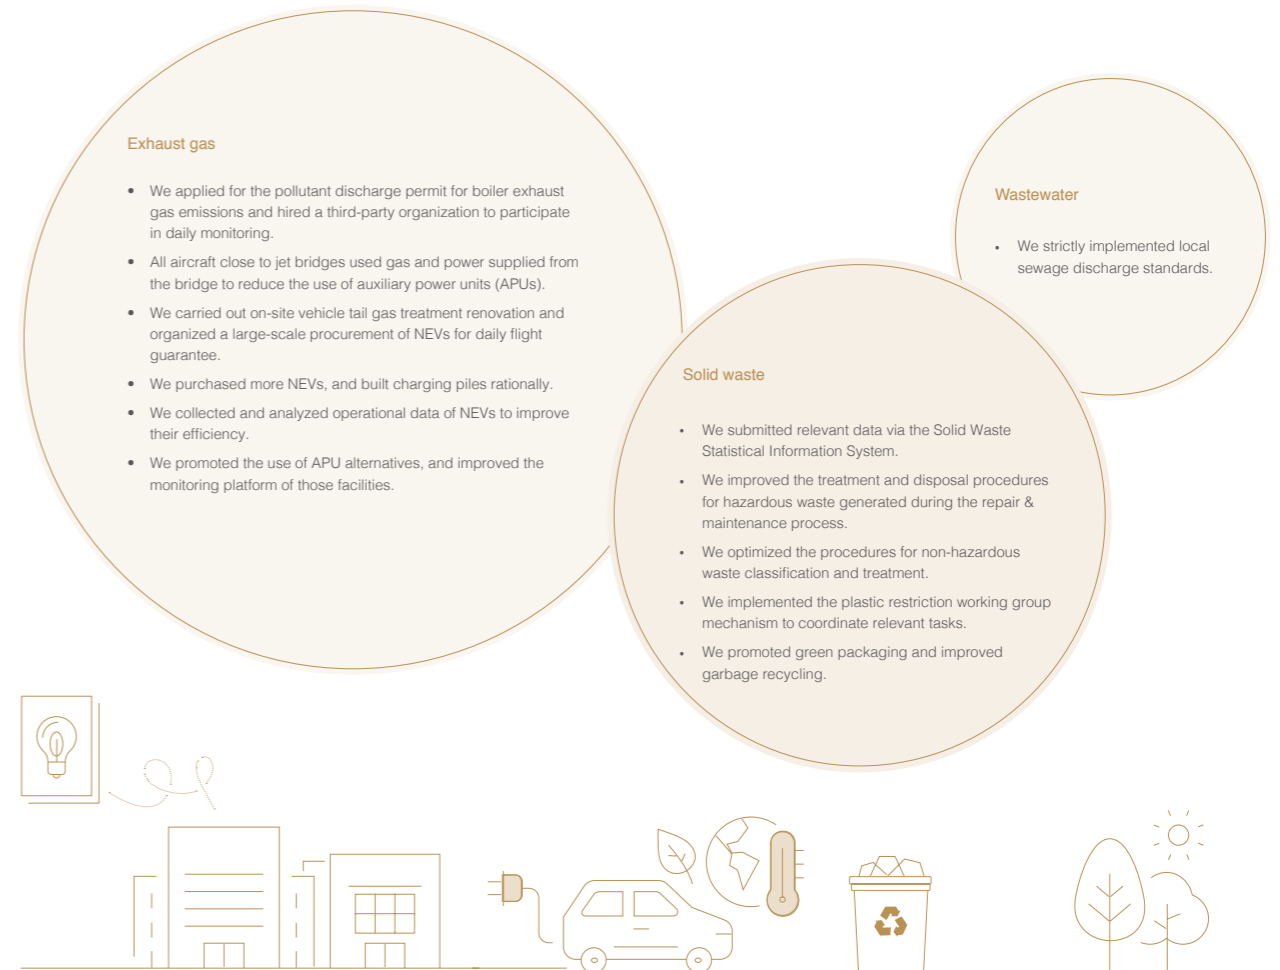 Exhaust gas
• We applied for the pollutant discharge permit for boiler exhaust
gas emissions and hired a third-party organization to participate
in daily monitoring.
• All aircraft close to jet bridges used gas and power supplied from
the bridge to reduce the use of auxiliary power units (APUs).
• We carried out on-site vehicle tail gas treatment renovation and
organized a large-scale procurement of NEVs for daily flight
guarantee.
• We purchased more NEVs, and built charging piles rationally.
• We collected and analyzed operational data of NEVs to improve
their efficiency.
• We promoted the use of APU alternatives, and improved the
monitoring platform of those facilities.
Wastewater
• We strictly implemented local
sewage discharge standards.
Solid waste
• We submitted relevant data via the Solid Waste
Statistical Information System.
• We improved the treatment and disposal procedures
for hazardous waste generated during the repair &
maintenance process.
• We optimized the procedures for non-hazardous
waste classification and treatment.
• We implemented the plastic restriction working group
mechanism to coordinate relevant tasks.
• We promoted green packaging and improved
garbage recycling.